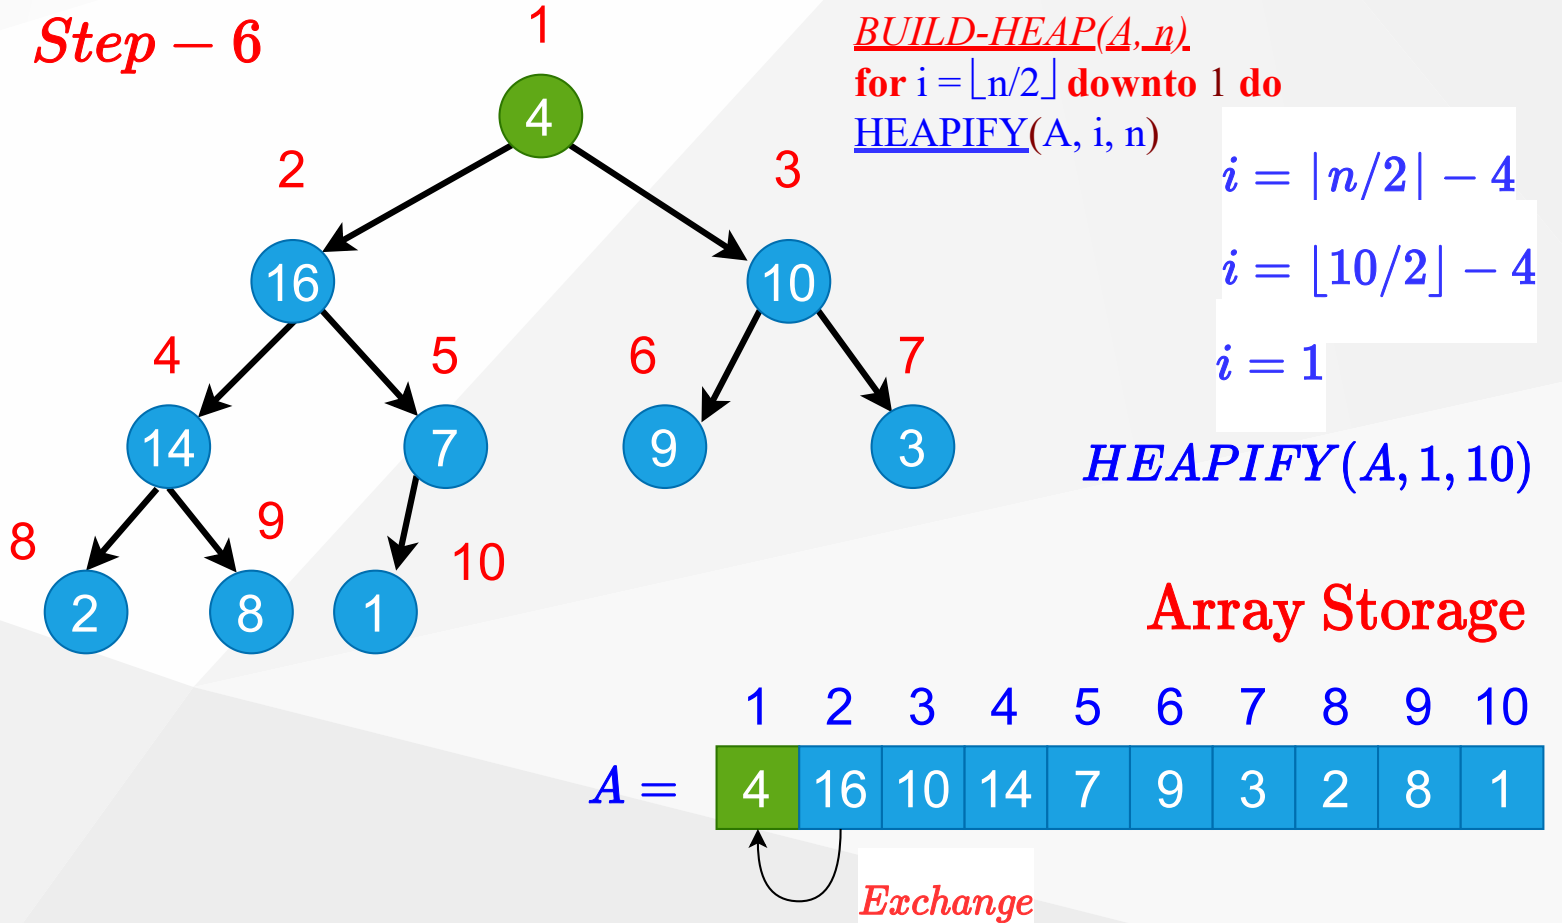 Step – 6
BUILD-HEAP(A, n)
for i = ⌊n/2⌋ downto 1 do
HEAPIFY(A, i, n)
i = |n/2| − 4
i = ⌊10/2⌋ − 4
i = 1
HEAPIFY(A, 1, 10)
1
4
2 3
16 10
4 5 6 7
14 7 9 3
8 9 10
2 8 1
Array Storage
1 2 3 4 5 6 7 8 9 10
A = 4 16 10 14 7 9 3 2 8 1
Exchange